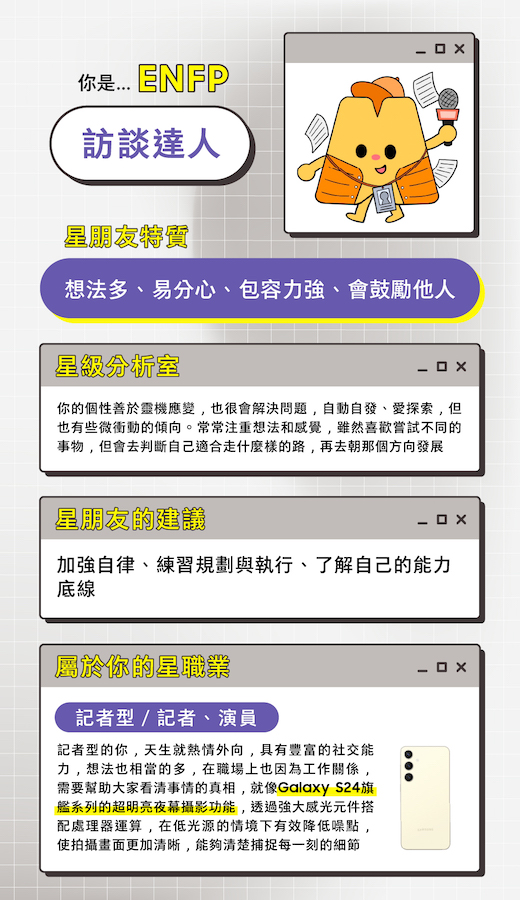 你是... ENFP
訪談達人
星朋友特質
想法多、易分心、包容力強、會鼓勵他人
星級分析室
你的個性善於靈機應變，也很會解決問題，自動自發、愛探索，但
也有些微衝動的傾向。常常注重想法和感覺，雖然喜歡嘗試不同的
事物，但會去判斷自己適合走什麼樣的路，再去朝那個方向發展
星朋友的建議
加強自律、練習規劃與執行、了解自己的能力
底線
屬於你的星職業
記者型 / 記者、演員
記者型的你，天生就熱情外向，具有豐富的社交能
力，想法也相當的多，在職場上也因為工作關係，
需要幫助大家看清事情的真相，就像Galaxy S24旗
艦系列的超明亮夜幕攝影功能，透過強大感光元件搭
配處理器運算，在低光源的情境下有效降低噪點，
使拍攝畫面更加清晰，能夠清楚捕捉每一刻的細節